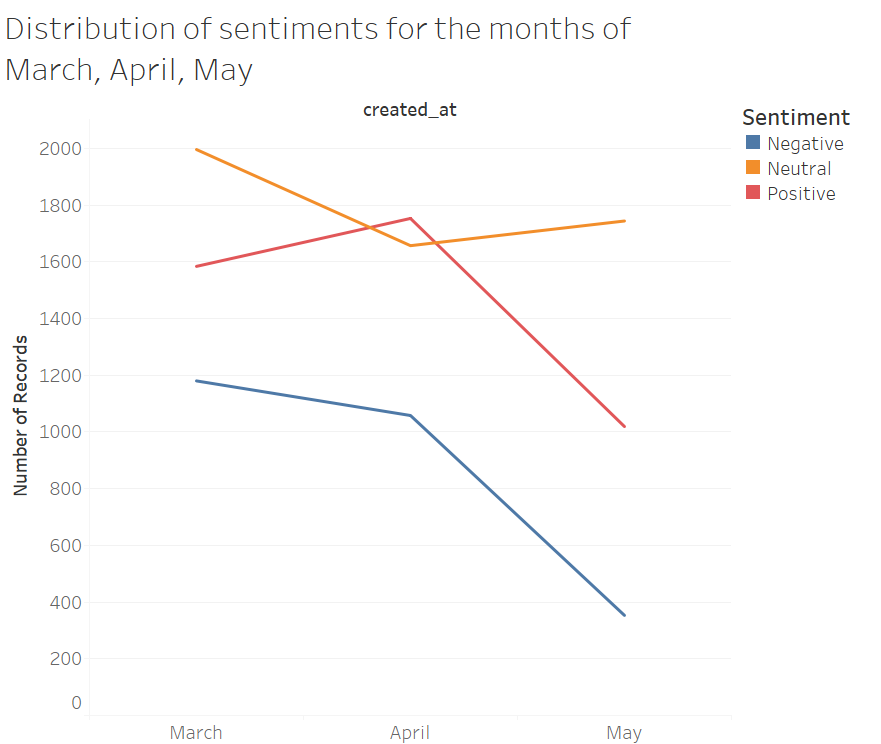 Distribution of sentiments for the months of
March, April, May
created_at
Sentiment
Negative
Neutral
Positive
Number of Records
2000
1800
1600
1400
1200
1000
800
600
400
200
0
March
April
May